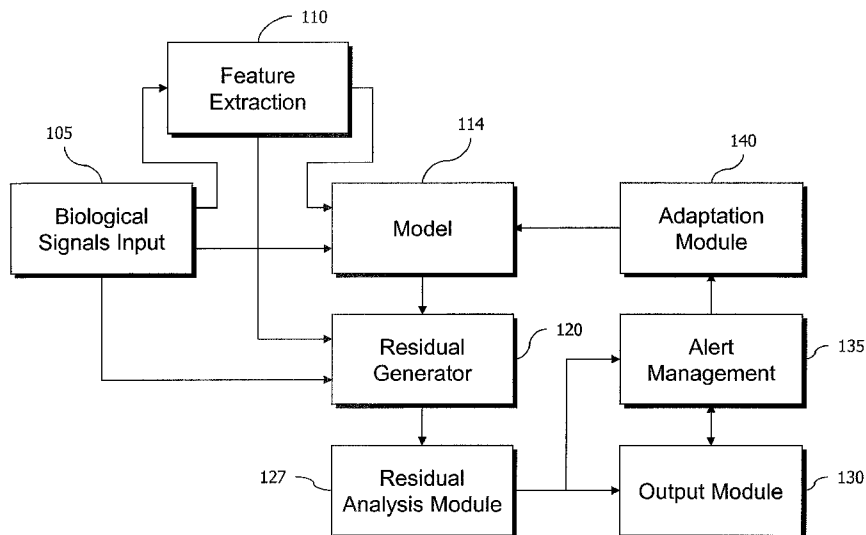 110
Feature
Extraction
105
Biological
Signals Input
114
Model
140
Adaptation
Module
120
Residual
Generator
Alert
Management
135
127
Residual
Analysis Module
Output Module
130